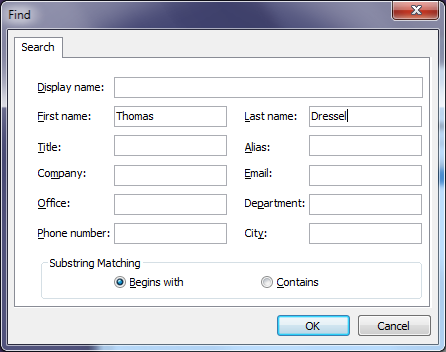 Find
Search
Display name:
First name: Thomas Last name: Dressel
Title: Alias:
Company: Email:
Office: Department:
Phone number: City:
Substring Matching
Begins with Contains
OK Cancel